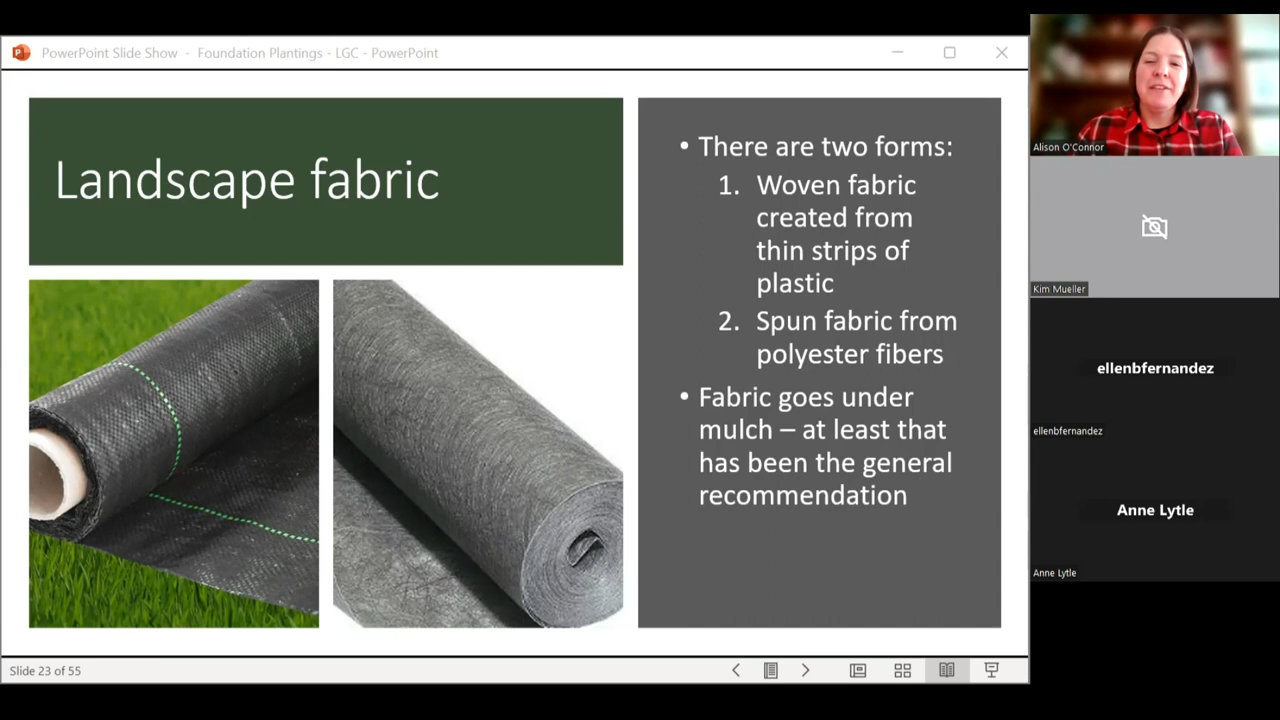 PowerPoint Slide Show - Foundation Plantings - LGC - PowerPoint
Landscape fabric
• There are two forms:
1. Woven fabric
created from
thin strips of
plastic
2. Spun fabric from
polyester fibers
• Fabric goes under
mulch – at least that
has been the general
recommendation
Slide 23 of 55
Alison O'Connor
Kim Mueller
ellenbfernandez
ellenbfernandez
Anne Lytle
Anne Lytle